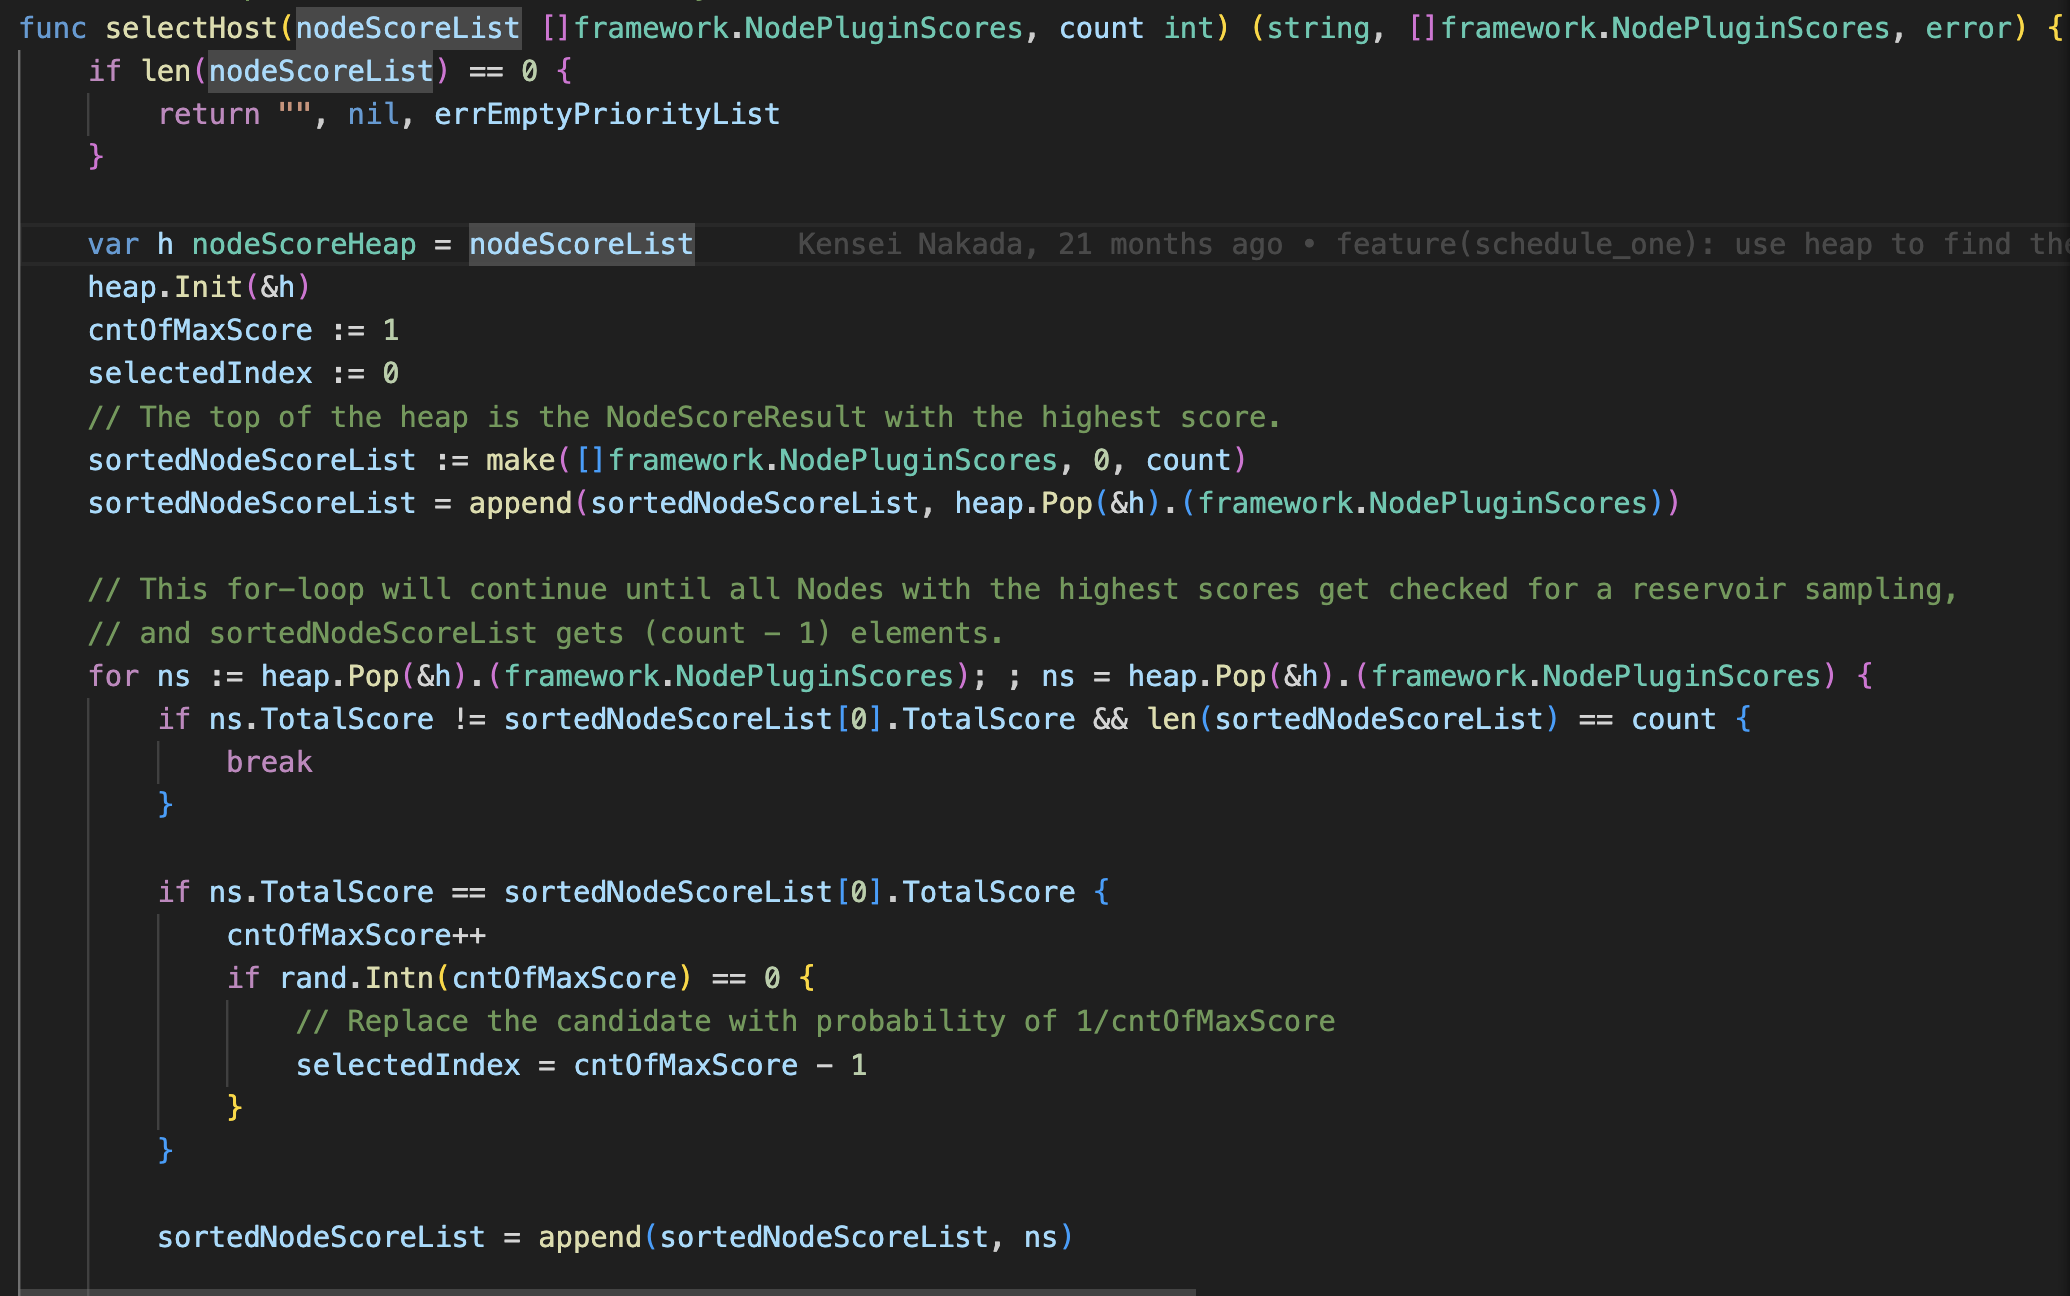 func selectHost(nodeScoreList []framework.NodePluginScores, count int) (string, []framework.NodePluginScores, error) {
    if len(nodeScoreList) == 0 {
        return "", nil, errEmptyPriorityList
    }

    var h nodeScoreHeap = nodeScoreList      Kensei Nakada, 21 months ago • feature(schedule_one): use heap to find the
    heap.Init(&h)
    cntOfMaxScore := 1
    selectedIndex := 0
    // The top of the heap is the NodeScoreResult with the highest score.
    sortedNodeScoreList := make([]framework.NodePluginScores, 0, count)
    sortedNodeScoreList = append(sortedNodeScoreList, heap.Pop(&h).(framework.NodePluginScores))

    // This for-loop will continue until all Nodes with the highest scores get checked for a reservoir sampling,
    // and sortedNodeScoreList gets (count - 1) elements.
    for ns := heap.Pop(&h).(framework.NodePluginScores); ; ns = heap.Pop(&h).(framework.NodePluginScores) {
        if ns.TotalScore != sortedNodeScoreList[0].TotalScore && len(sortedNodeScoreList) == count {
            break
        }

        if ns.TotalScore == sortedNodeScoreList[0].TotalScore {
            cntOfMaxScore++
            if rand.Intn(cntOfMaxScore) == 0 {
                // Replace the candidate with probability of 1/cntOfMaxScore
                selectedIndex = cntOfMaxScore - 1
            }
        }

        sortedNodeScoreList = append(sortedNodeScoreList, ns)